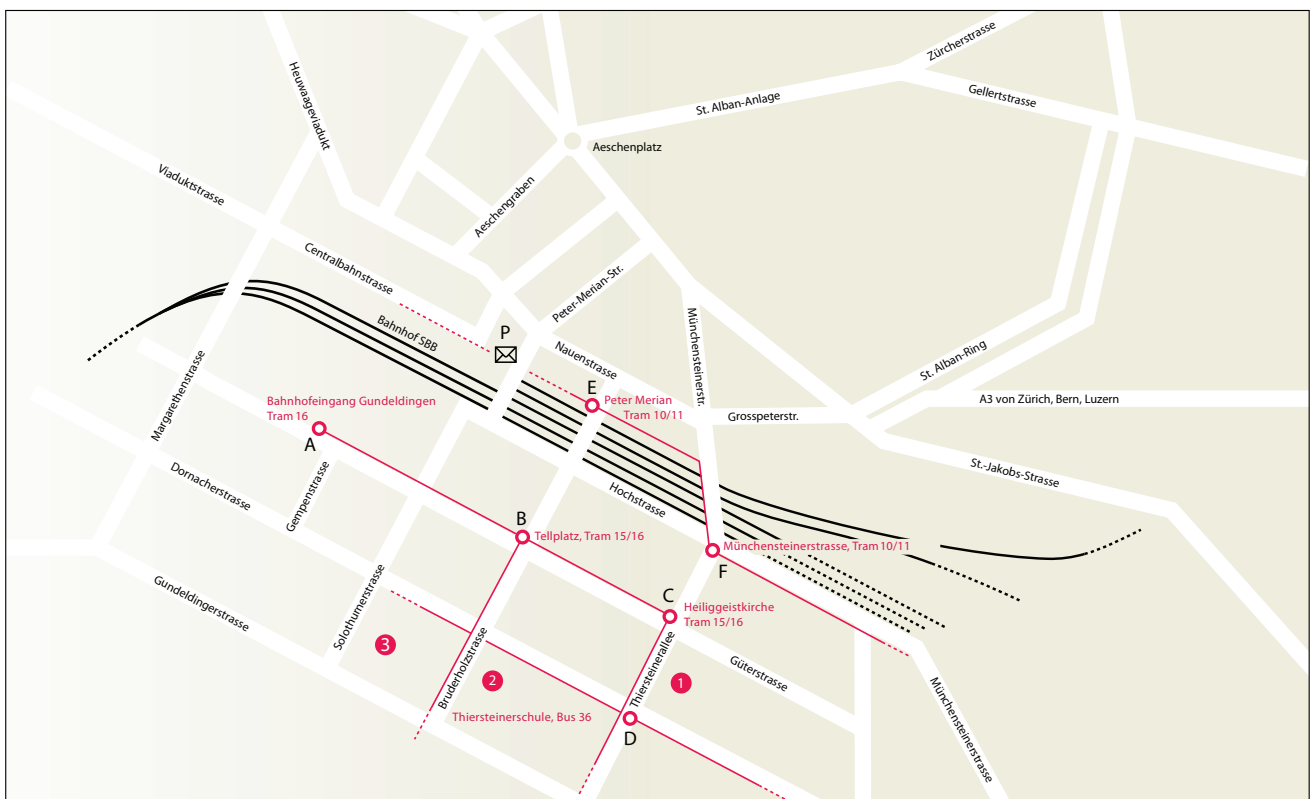 Zürcherstrasse
Heuwaageviadukt
Gellertstrasse
St. Alban-Anlage
Aeschenplatz
Viaduktstrasse
Aeschengraben
Centralbahnstrasse
Peter-Merian-Str.
Bahnhof SBB
P
Nauenstrasse
Münchensteinerstr.
St. Alban-Ring
Margarethenstrasse
E
Peter Merian
Tram 10/11
A3 von Zürich, Bern, Luzern
Bahnhofeingang Gundeldingen
Tram 16
Grosspeterstr.
A
St.-Jakobs-Strasse
Dornacherstrasse
Gempenstrasse
Hochstrasse
B
Tellplatz, Tram 15/16
Münchensteinerstrasse, Tram 10/11
F
Gundeldingerstrasse
Solothurnerstrasse
C
Heiliggeistkirche
Tram 15/16
3
Bruderholzstrasse
2
Thiersteinerallee
1
Güterstrasse
Thiersteinerschule, Bus 36
D
Münchensteinerstrasse